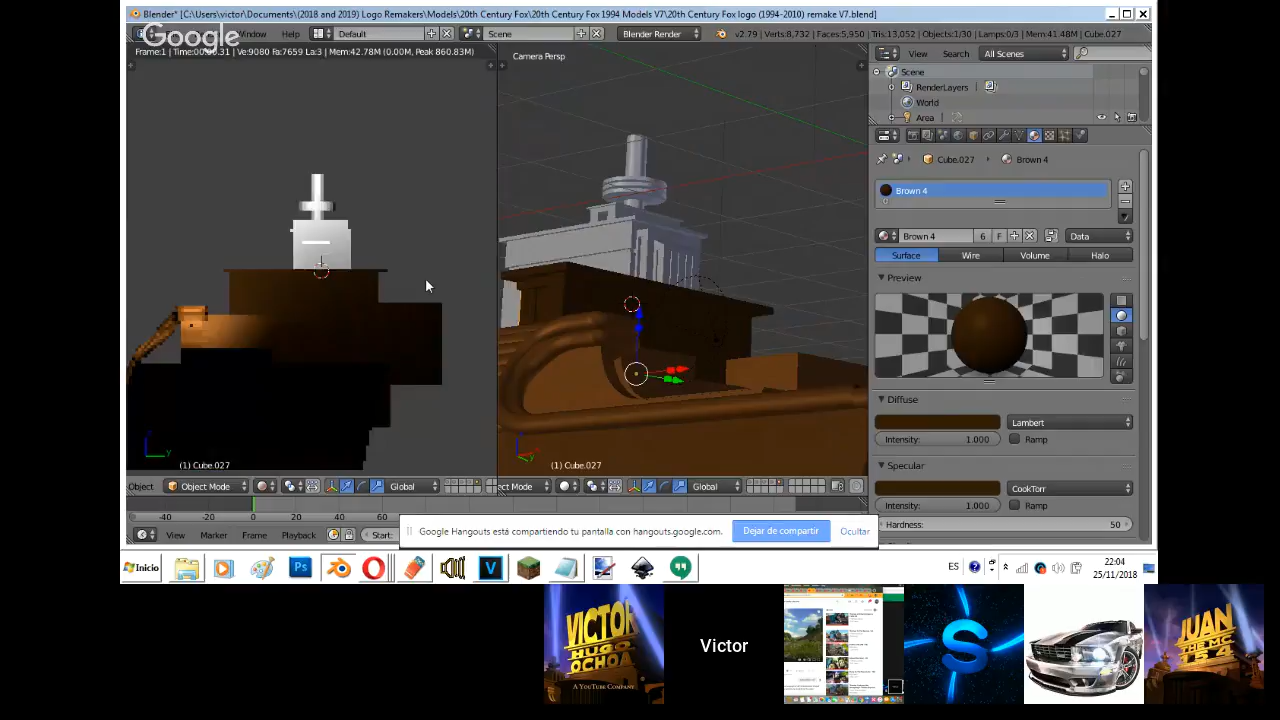 Blender* [C:\Users\victor\Documents\(2018 and 2019) Logo Remakers\Models\20th Century Fox\20th Century Fox 1994 Models V7\20th Century Fox logo (1994-2010) remake V7.blend]
Google
Window Help Default Scene Blender Render v2.79 | Verts:8,732 | Faces:5,950 | Tris:13,052 | Objects:1/30 | Lamps:0/3 | Mem:41.48M | Cube.027
Frame:1 | Ve:9080 Fa:7659 La:3 | Mem:42.78M (0.00M, Peak 860.83M)
Camera Persp
View Search All Scenes
Scene
RenderLayers
World
Area
Cube.027 Brown 4
Brown 4
Brown 4 6 F Data
Surface Wire Volume Halo
Preview
Diffuse
Lambert
Intensity: 1.000 Ramp
Specular
CookTorr
Intensity: 1.000 Ramp
Hardness: 50
(1) Cube.027
(1) Cube.027
Object Object Mode Global
ect Mode Global
-40 -20 0 20 40 60
View Marker Frame Playback Start:
Google Hangouts está compartiendo tu pantalla con hangouts.google.com. Dejar de compartir Ocultar
Inicio
Ps
V
ES
22:04
25/11/2018
VICTOR
A YOUTUBE COMPANY
Victor
JUAN
THE 4